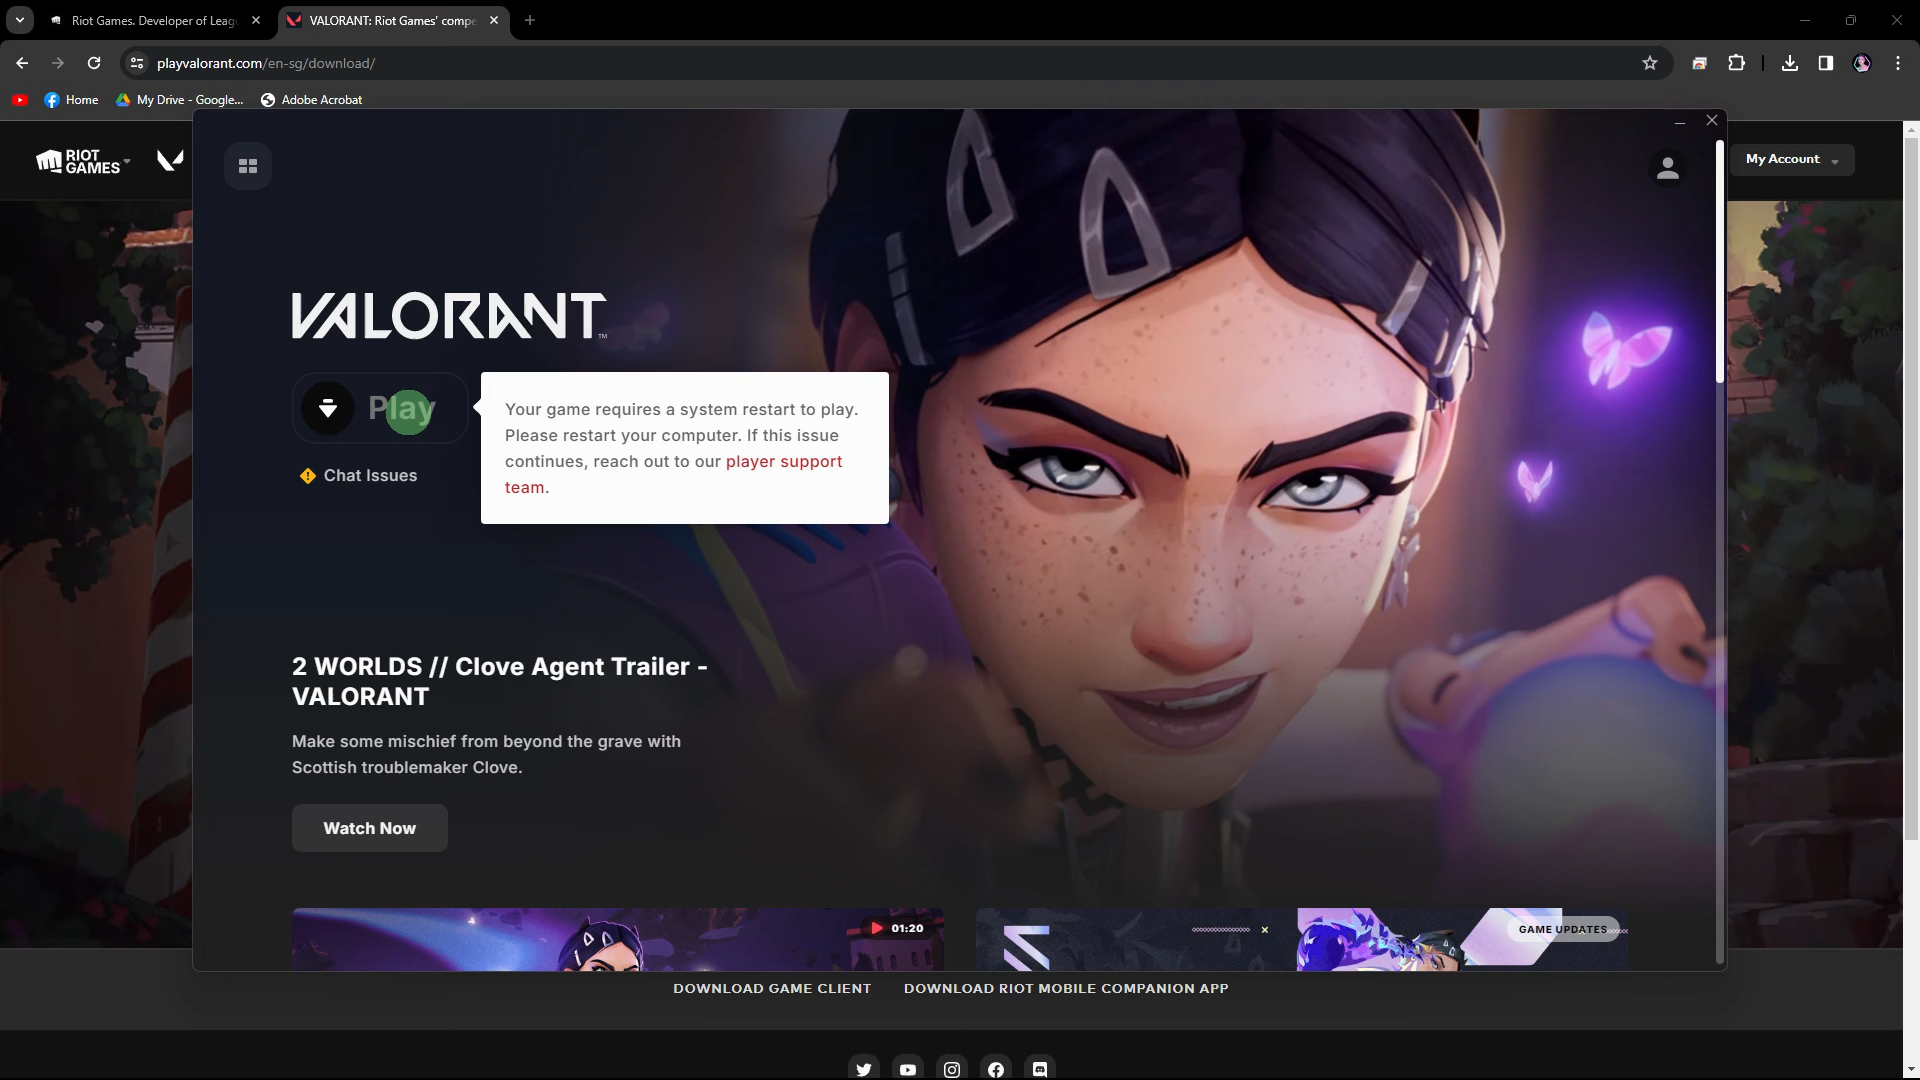 Riot Games. Developer of Leagu
VALORANT: Riot Games' compe
playvalorant.com/en-sg/download/
Home
My Drive - Google...
Adobe Acrobat
RIOT
GAMES
My Account
VALORANT
TM
Play
Your game requires a system restart to play.
Please restart your computer. If this issue
continues, reach out to our player support
team.
Chat Issues
2 WORLDS // Clove Agent Trailer -
VALORANT
Make some mischief from beyond the grave with
Scottish troublemaker Clove.
Watch Now
01:20
GAME UPDATES
DOWNLOAD GAME CLIENT
DOWNLOAD RIOT MOBILE COMPANION APP